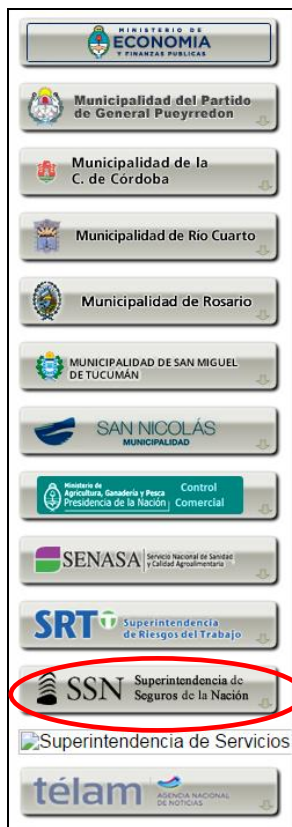 MINISTERIO DE
ECONOMIA
Y FINANZAS PUBLICAS
Municipalidad del Partido
de General Pueyrredon
Municipalidad de la
C. de Córdoba
Municipalidad de Río Cuarto
Municipalidad de Rosario
MUNICIPALIDAD DE SAN MIGUEL
DE TUCUMÁN
SAN NICOLÁS
MUNICIPALIDAD
Ministerio de
Agricultura, Ganadería y Pesca
Presidencia de la Nación
Control
Comercial
SENASA
Servicio Nacional de Sanidad
y Calidad Agroalimentaria
SRT
Superintendencia
de Riesgos del Trabajo
SSN
Superintendencia de
Seguros de la Nación
Superintendencia de Servicios
télam
AGENCIA NACIONAL
DE NOTICIAS